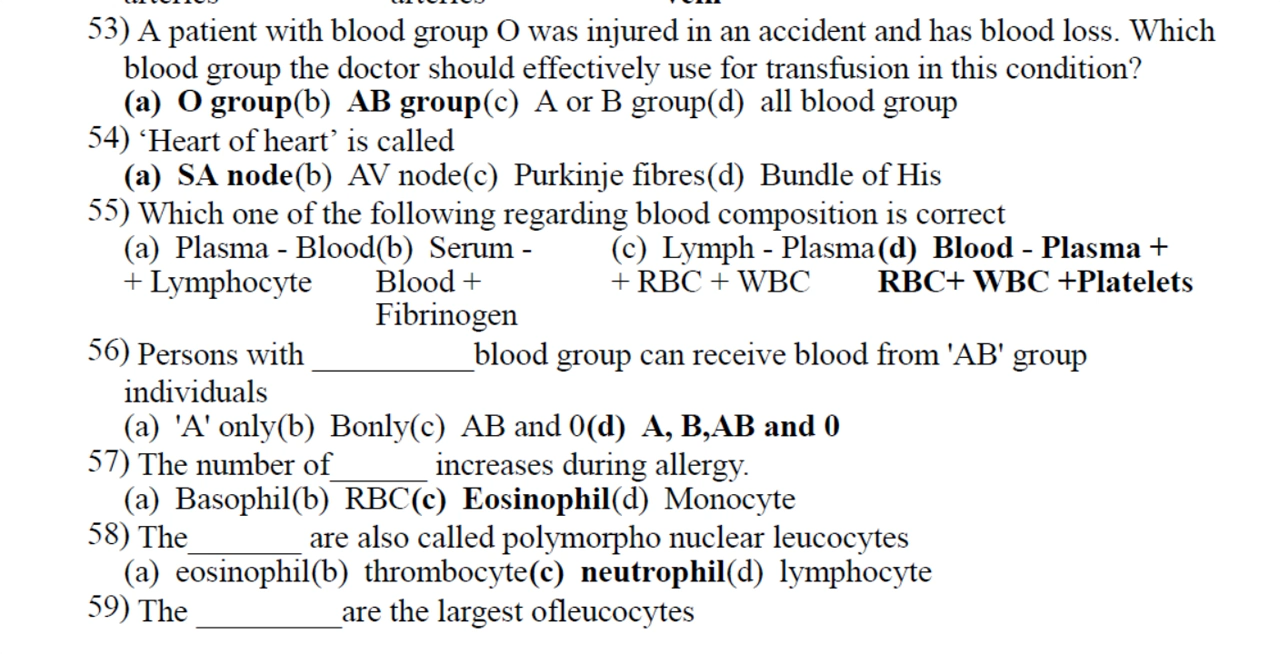 53) A patient with blood group O was injured in an accident and has blood loss. Which
blood group the doctor should effectively use for transfusion in this condition?
(a) O group(b) AB group(c) A or B group(d) all blood group
54) ‘Heart of heart’ is called
(a) SA node(b) AV node(c) Purkinje fibres(d) Bundle of His
55) Which one of the following regarding blood composition is correct
(a) Plasma - Blood(b) Serum - (c) Lymph - Plasma(d) Blood - Plasma +
+ Lymphocyte Blood + + RBC + WBC RBC+ WBC +Platelets
Fibrinogen
56) Persons with ___________blood group can receive blood from 'AB' group
individuals
(a) 'A' only(b) Bonly(c) AB and 0(d) A, B,AB and 0
57) The number of______ increases during allergy.
(a) Basophil(b) RBC(c) Eosinophil(d) Monocyte
58) The_______ are also called polymorpho nuclear leucocytes
(a) eosinophil(b) thrombocyte(c) neutrophil(d) lymphocyte
59) The _________are the largest ofleucocytes